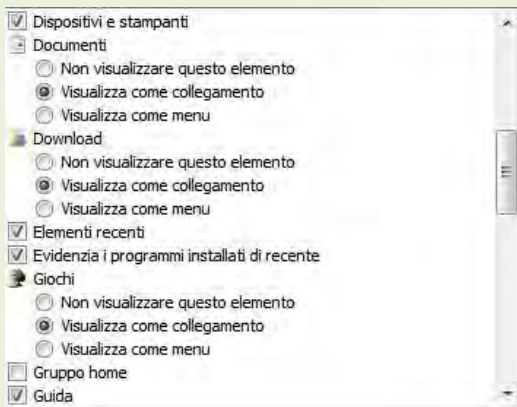 Dispositivi e stampanti
Documenti
Non visualizzare questo elemento
Visualizza come collegamento
Visualizza come menu
Download
Non visualizzare questo elemento
Visualizza come collegamento
Visualizza come menu
Elementi recenti
Evidenzia i programmi installati di recente
Giochi
Non visualizzare questo elemento
Visualizza come collegamento
Visualizza come menu
Gruppo home
Guida